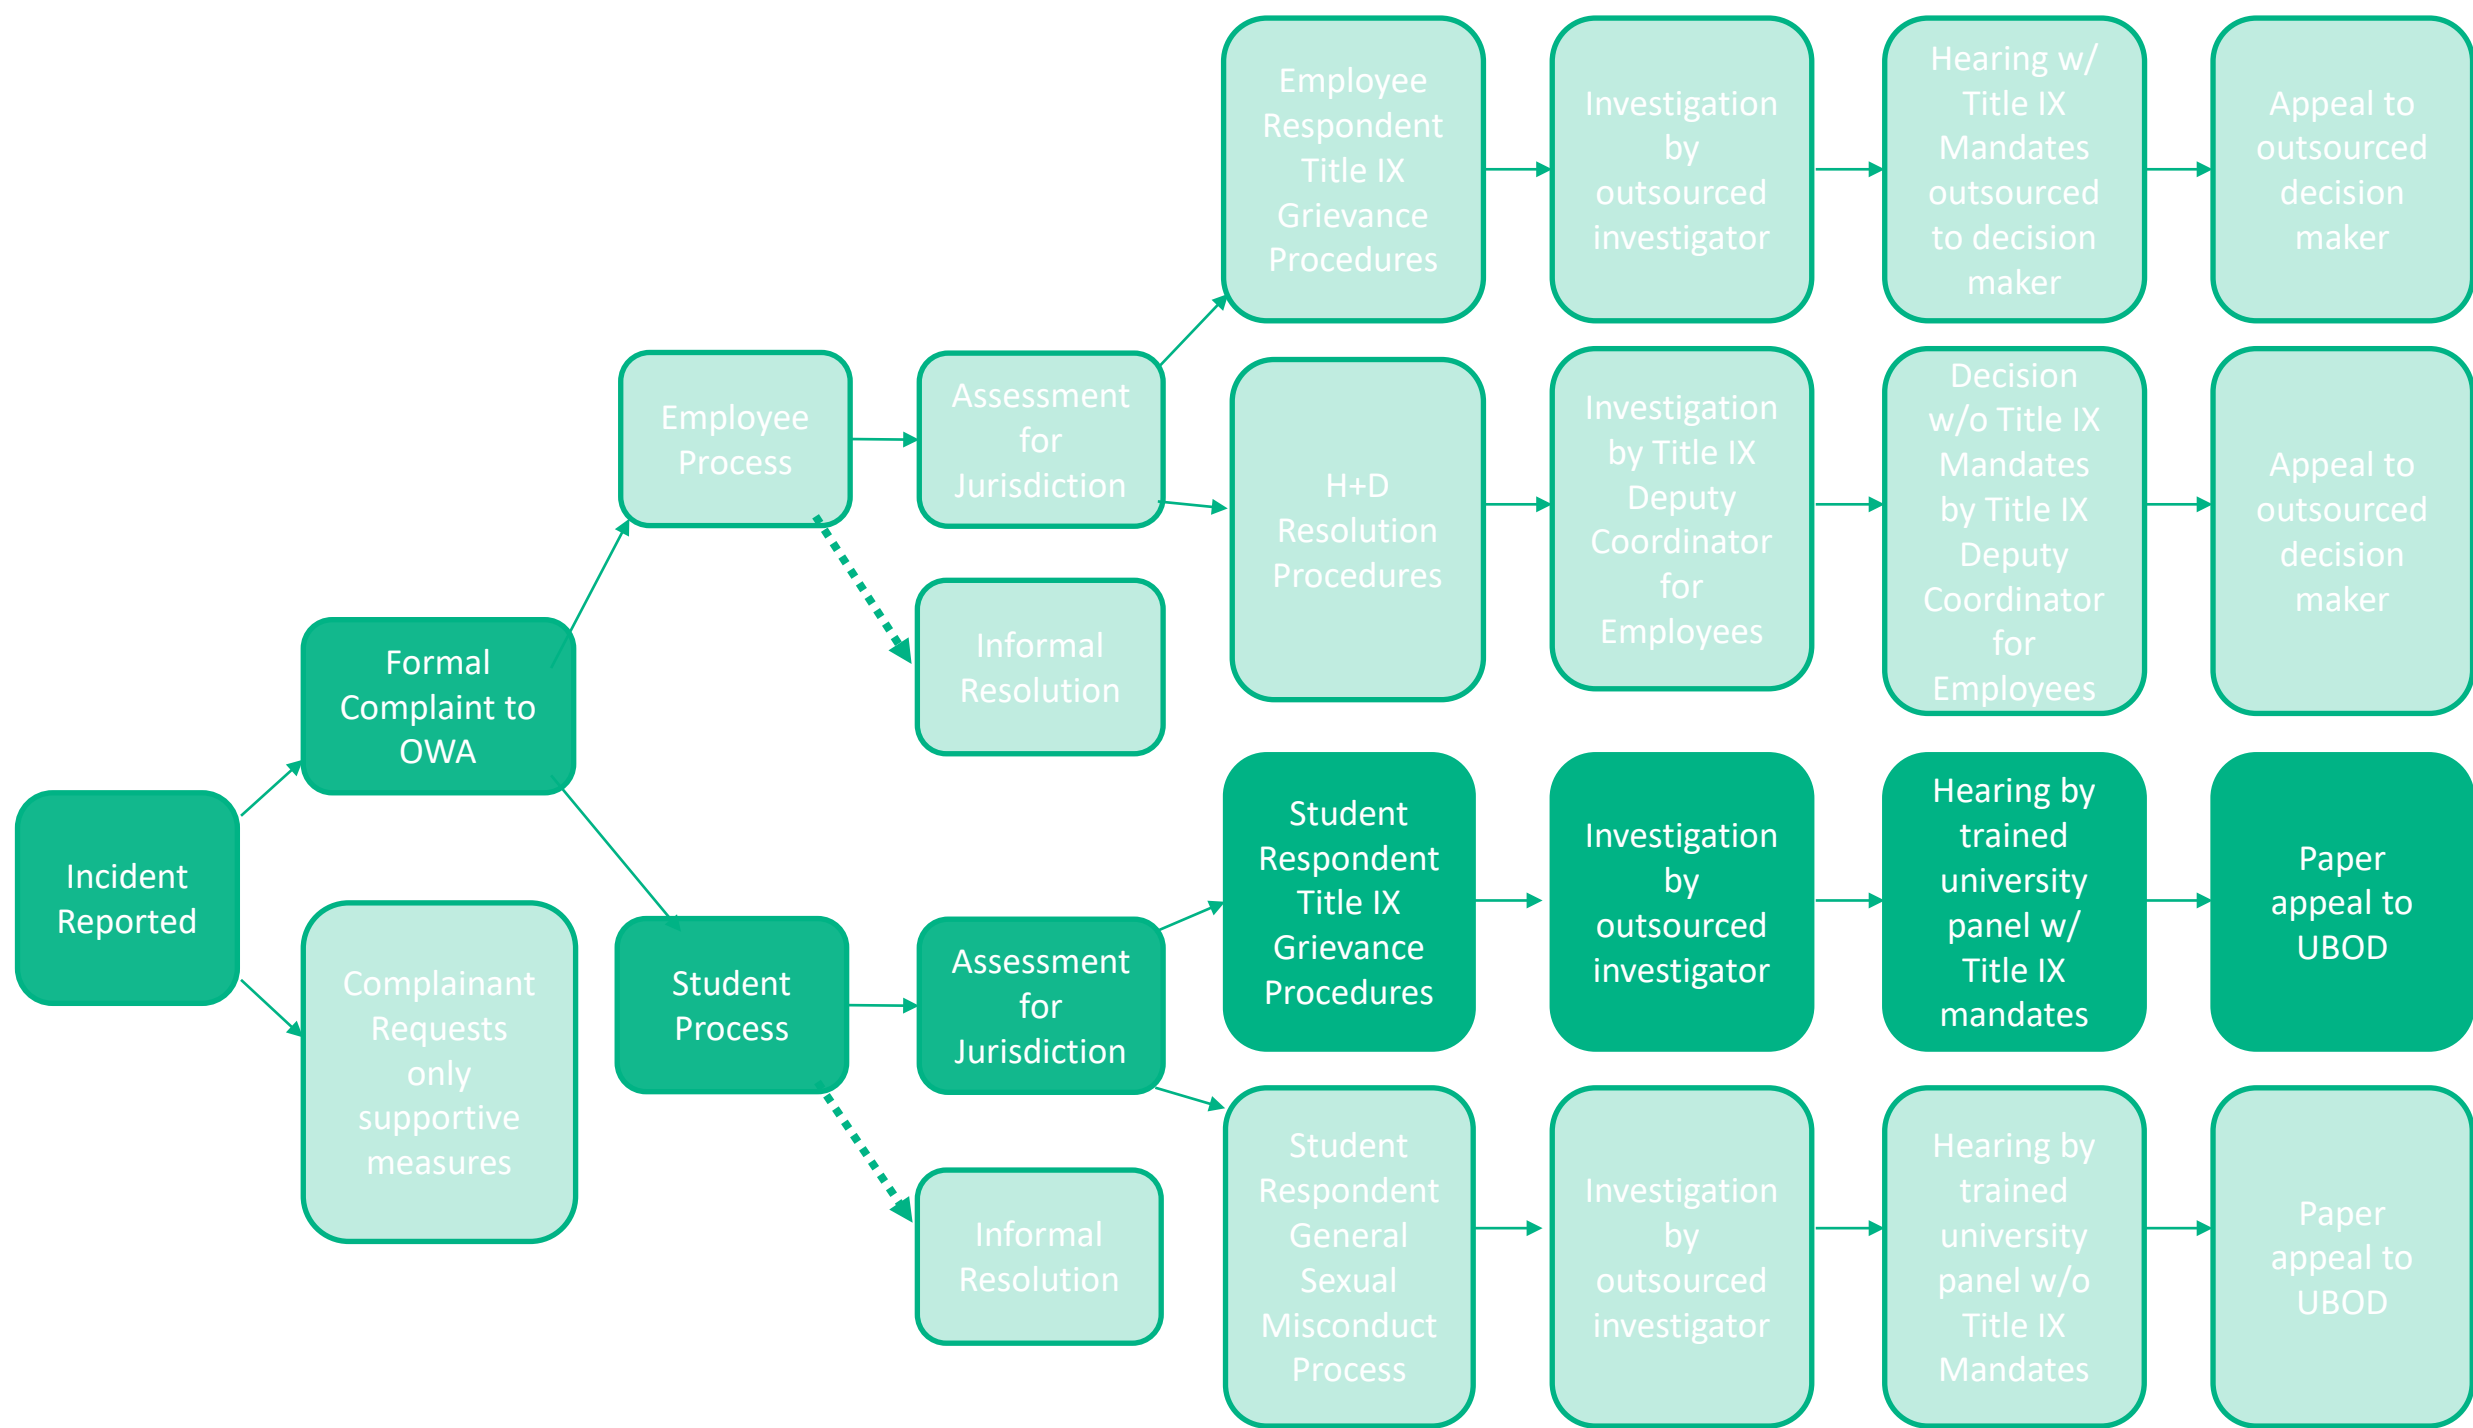 Employee
Respondent
Title IX
Grievance
Procedures
Investigation
by
outsourced
investigator
Hearing w/
Title IX
Mandates
outsourced
to decision
maker
Appeal to
outsourced
decision
maker
Employee
Process
Assessment
for
Jurisdiction
H+D
Resolution
Procedures
Investigation
by Title IX
Deputy
Coordinator
for
Employees
Decision
w/o Title IX
Mandates
by Title IX
Deputy
Coordinator
for
Employees
Appeal to
outsourced
decision
maker
Informal
Resolution
Formal
Complaint to
OWA
Incident
Reported
Complainant
Requests
only
supportive
measures
Student
Process
Assessment
for
Jurisdiction
Student
Respondent
Title IX
Grievance
Procedures
Investigation
by
outsourced
investigator
Hearing by
trained
university
panel w/
Title IX
mandates
Paper
appeal to
UBOD
Informal
Resolution
Student
Respondent
General
Sexual
Misconduct
Process
Investigation
by
outsourced
investigator
Hearing by
trained
university
panel w/o
Title IX
Mandates
Paper
appeal to
UBOD